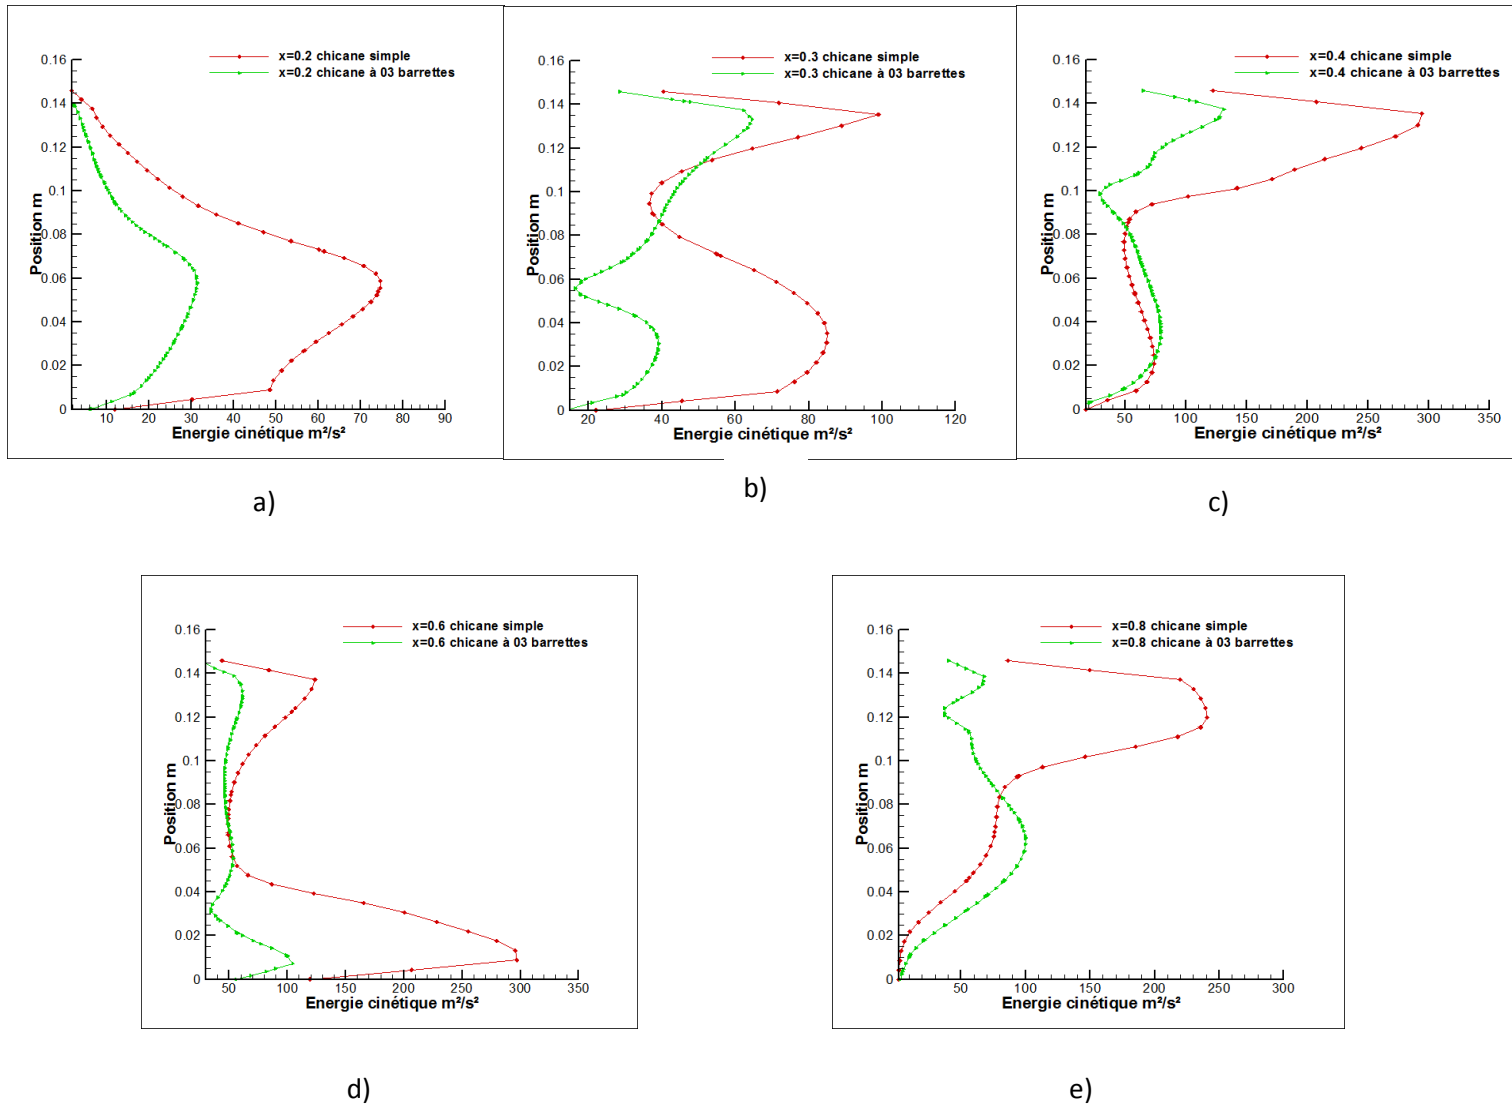 x=0.2 chicane simple
x=0.2 chicane à 03 barrettes
0.16
0.14
0.12
0.1
0.08
0.06
0.04
0.02
0
Position m
10 20 30 40 50 60 70 80 90
Energie cinétique m²/s²
a)
x=0.3 chicane simple
x=0.3 chicane à 03 barrettes
0.16
0.14
0.12
0.1
0.08
0.06
0.04
0.02
0
Position m
20 40 60 80 100 120
Energie cinétique m²/s²
b)
x=0.4 chicane simple
x=0.4 chicane à 03 barrettes
0.16
0.14
0.12
0.1
0.08
0.06
0.04
0.02
0
Position m
50 100 150 200 250 300 350
Energie cinétique m²/s²
c)
x=0.6 chicane simple
x=0.6 chicane à 03 barrettes
0.16
0.14
0.12
0.1
0.08
0.06
0.04
0.02
0
Position m
50 100 150 200 250 300 350
Energie cinétique m²/s²
d)
x=0.8 chicane simple
x=0.8 chicane à 03 barrettes
0.16
0.14
0.12
0.1
0.08
0.06
0.04
0.02
0
Position m
50 100 150 200 250 300
Energie cinétique m²/s²
e)